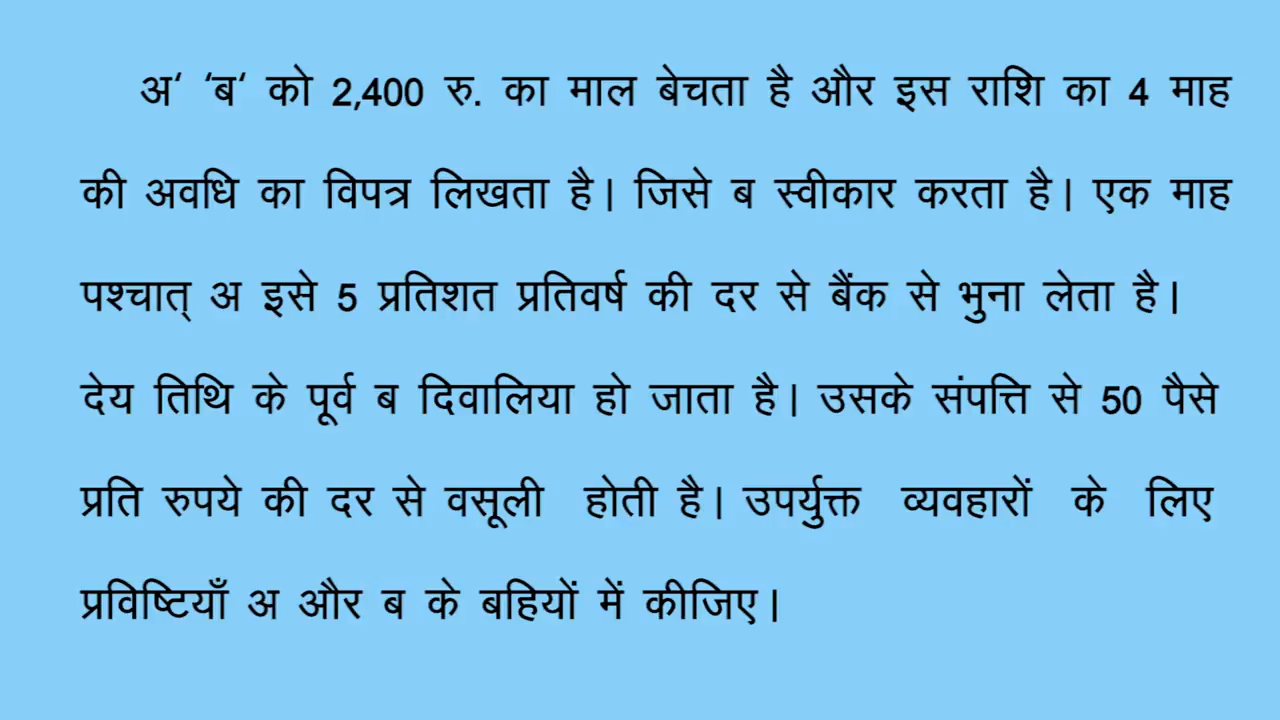 अ‘ ‘ब‘ को 2,400 रु. का माल बेचता है और इस राशि का 4 माह
की अवधि का विपत्र लिखता है। जिसे ब स्वीकार करता है। एक माह
पश्चात् अ इसे 5 प्रतिशत प्रतिवर्ष की दर से बैंक से भुना लेता है।
देय तिथि के पूर्व ब दिवालिया हो जाता है। उसके संपत्ति से 50 पैसे
प्रति रुपये की दर से वसूली होती है। उपर्युक्त व्यवहारों के लिए
प्रविष्टियाँ अ और ब के बहियों में कीजिए।